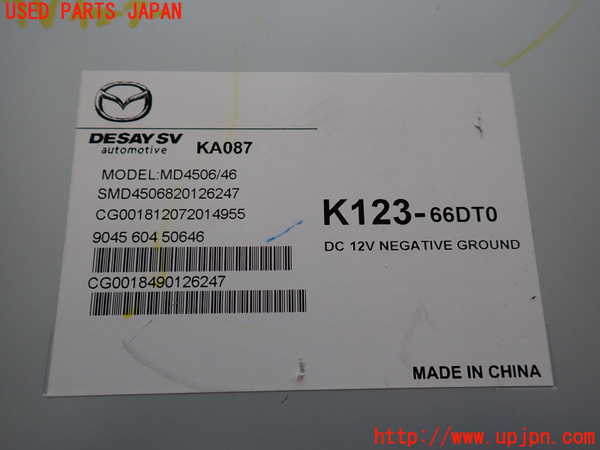 USED PARTS JAPAN
DESAY SV
automotive KA087
MODEL:MD4506/46
SMD4506820126247
CG001812072014955
9045 604 50646
CG0018490126247
K123-66DT0
DC 12V NEGATIVE GROUND
MADE IN CHINA
http://www.upjpn.com/